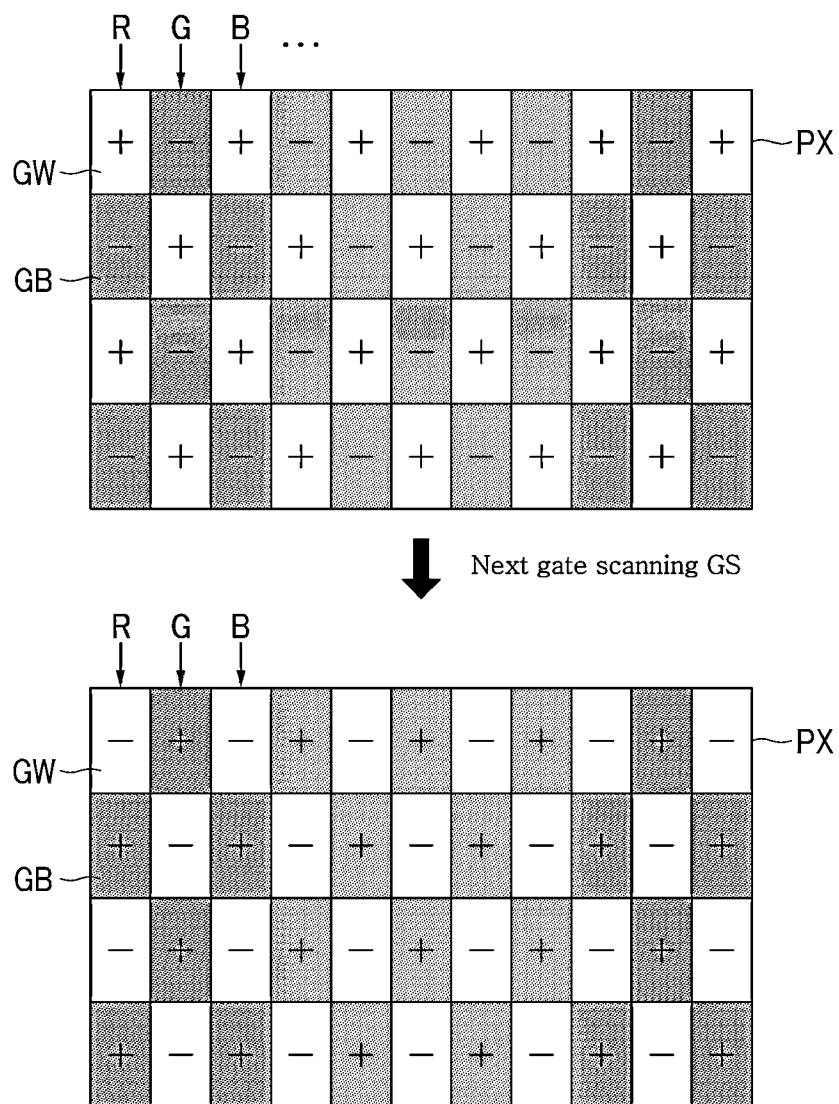 R G B ...
+ − + − + − + − + − +
PX
GW
− + − + − + − + − + −
GB
+ − + − + − + − + − +
− + − + − + − + − + −
Next gate scanning GS
R G B
− + − + − + − + − + −
PX
GW
+ − + − + − + − + − +
GB
− + − + − + − + − + −
+ − + − + − + − + − +